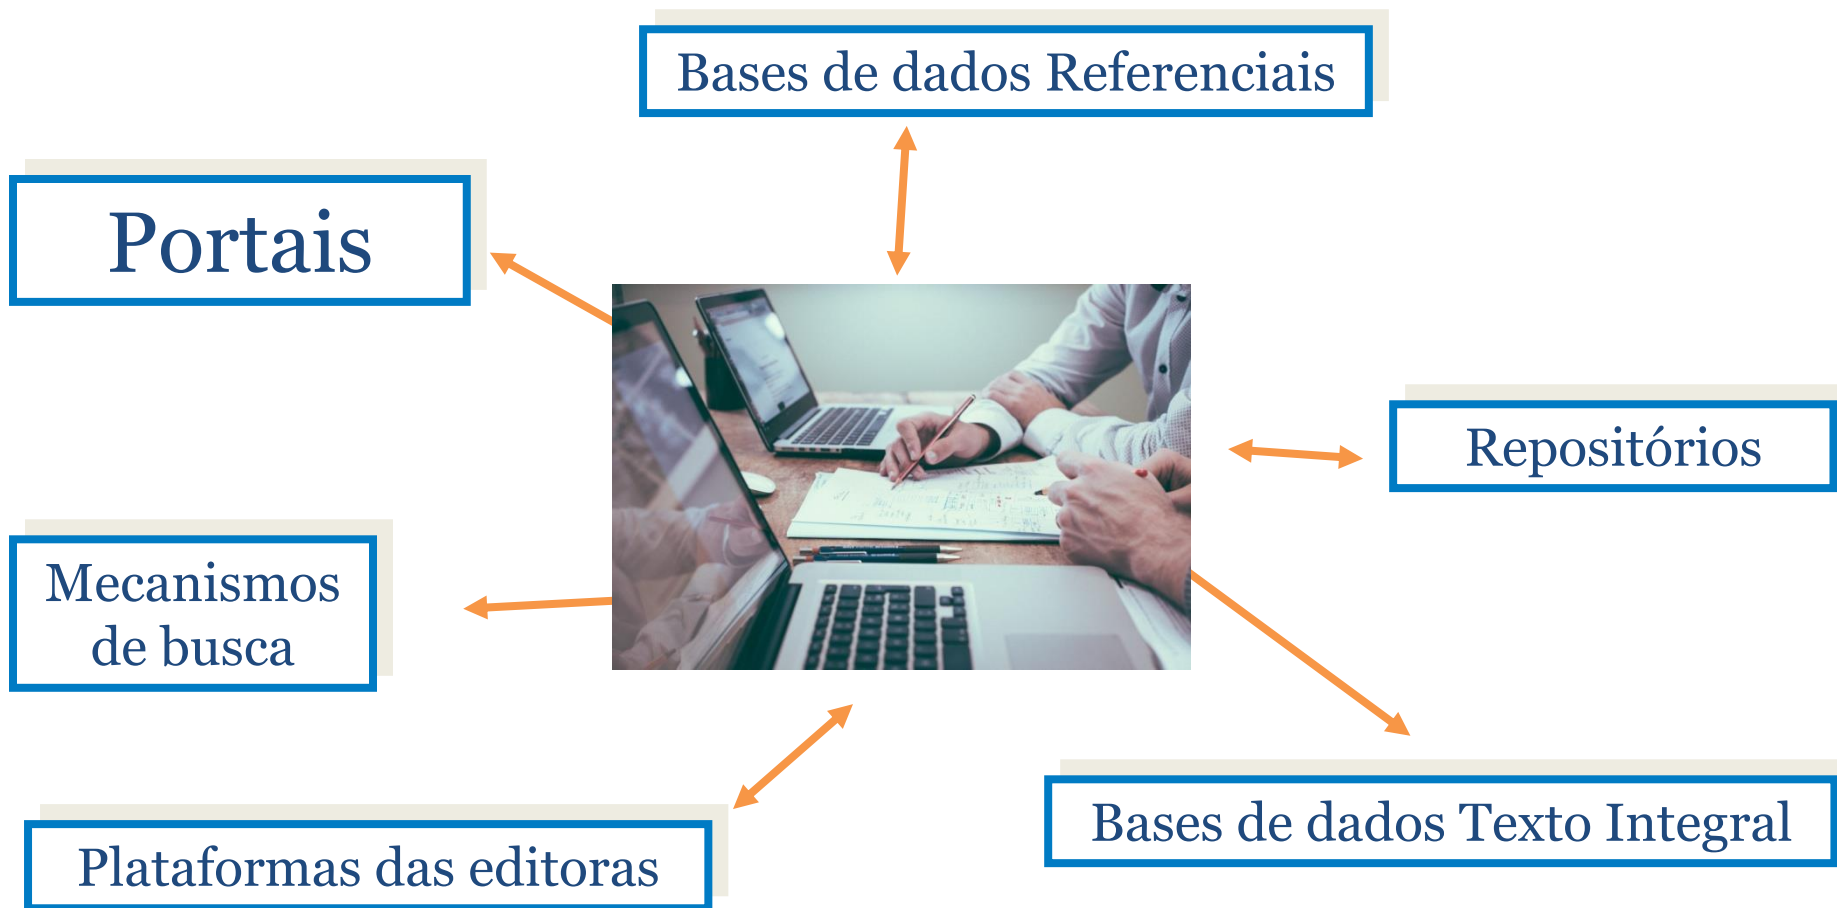 Bases de dados Referenciais
Portais
Repositórios
Mecanismos
de busca
Bases de dados Texto Integral
Plataformas das editoras